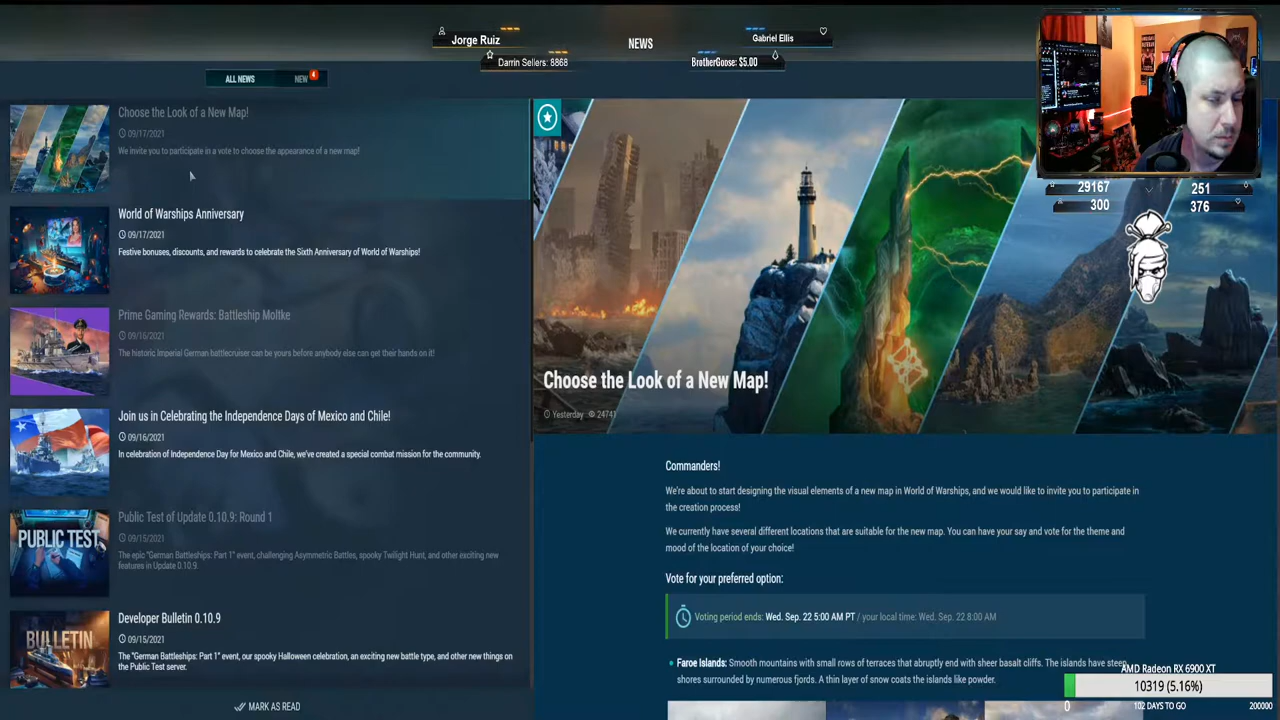 Jorge Ruiz
NEWS
Gabriel Ellis
Darrin Sellers: 8868
BrotherGoose: $5.00
ALL NEWS
NEW
4
Choose the Look of a New Map!
09/17/2021
We invite you to participate in a vote to choose the appearance of a new map!
World of Warships Anniversary
09/17/2021
Festive bonuses, discounts, and rewards to celebrate the Sixth Anniversary of World of Warships!
Prime Gaming Rewards: Battleship Moltke
09/16/2021
The historic Imperial German battlecruiser can be yours before anybody else can get their hands on it!
Join us in Celebrating the Independence Days of Mexico and Chile!
09/16/2021
In celebration of Independence Day for Mexico and Chile, we've created a special combat mission for the community.
PUBLIC TEST
Public Test of Update 0.10.9: Round 1
09/15/2021
The epic "German Battleships: Part 1" event, challenging Asymmetric Battles, spooky Twilight Hunt, and other exciting new
features in Update 0.10.9
BULLETIN
Developer Bulletin 0.10.9
09/15/2021
The "German Battleships: Part 1" event, our spooky Halloween celebration, an exciting new battle type, and other new things on
the Public Test server.
MARK AS READ
Choose the Look of a New Map!
Yesterday 24741
Commanders!
We're about to start designing the visual elements of a new map in World of Warships, and we would like to invite you to participate in
the creation process!
We currently have several different locations that are suitable for the new map. You can have your say and vote for the theme and
mood of the location of your choice!
Vote for your preferred option:
Voting period ends: Wed. Sep. 22 5:00 AM PT / your local time: Wed. Sep. 22 8:00 AM
Faroe Islands: Smooth mountains with small rows of terraces that abruptly end with sheer basalt cliffs. The islands have steep
shores surrounded by numerous fjords. A thin layer of snow coats the islands like powder.
29167
251
300
376
AMD Radeon RX 6900 XT
10319 (5.16%)
0
102 DAYS TO GO
200000